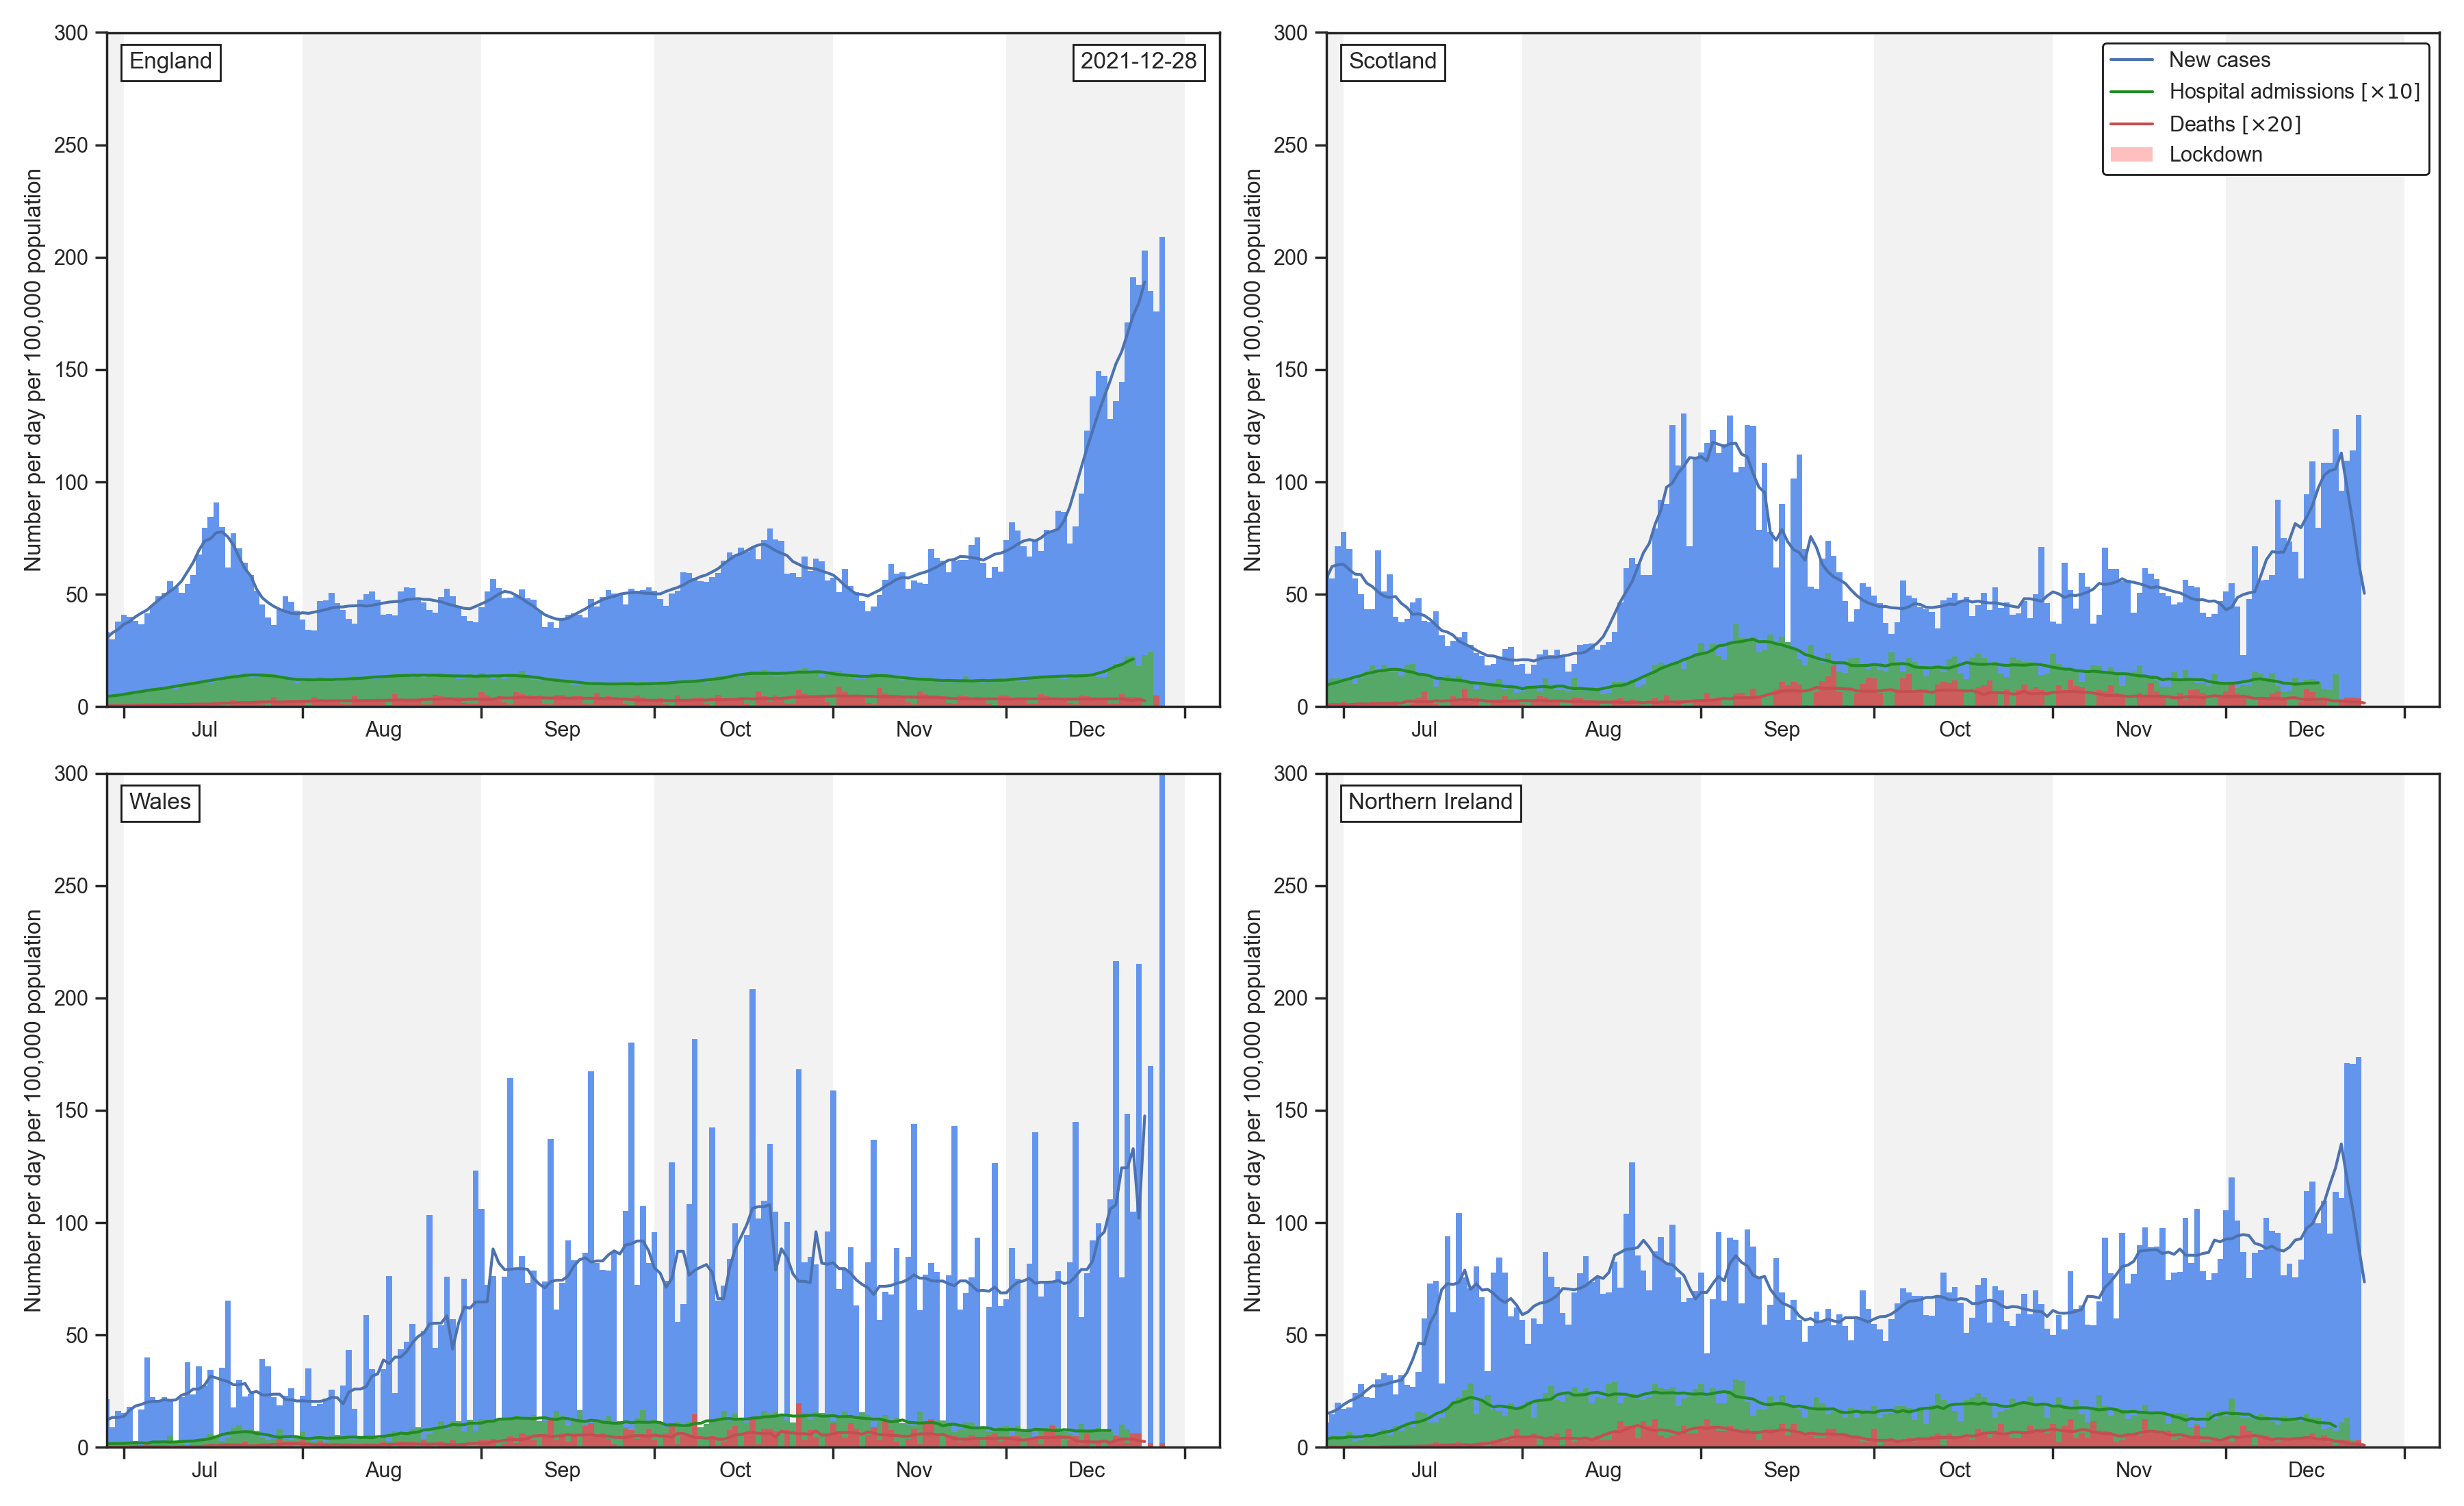 England
2021-12-28
Number per day per 100,000 population
300
250
200
150
100
50
0
Jul Aug Sep Oct Nov Dec
Scotland
New cases
Hospital admissions [×10]
Deaths [×20]
Lockdown
Number per day per 100,000 population
300
250
200
150
100
50
0
Jul Aug Sep Oct Nov Dec
Wales
Number per day per 100,000 population
300
250
200
150
100
50
0
Jul Aug Sep Oct Nov Dec
Northern Ireland
Number per day per 100,000 population
300
250
200
150
100
50
0
Jul Aug Sep Oct Nov Dec